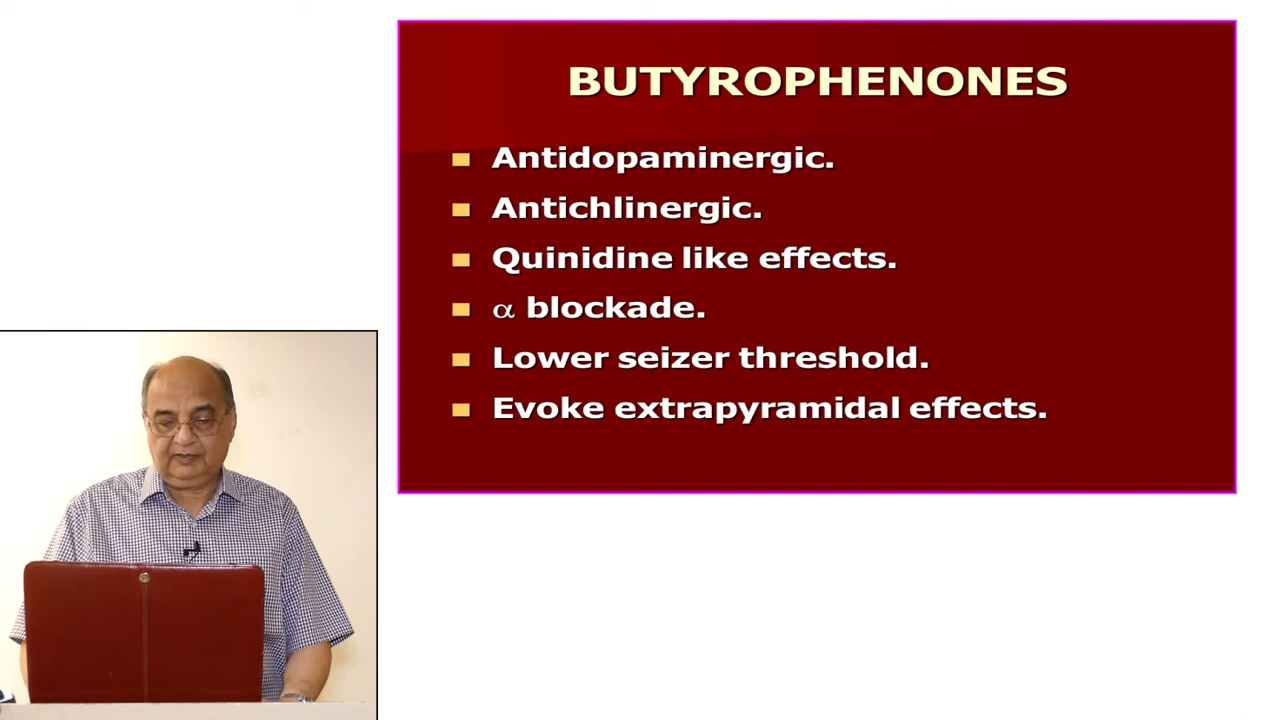 BUTYROPHENONES
Antidopaminergic.
Antichlinergic.
Quinidine like effects.
α blockade.
Lower seizer threshold.
Evoke extrapyramidal effects.